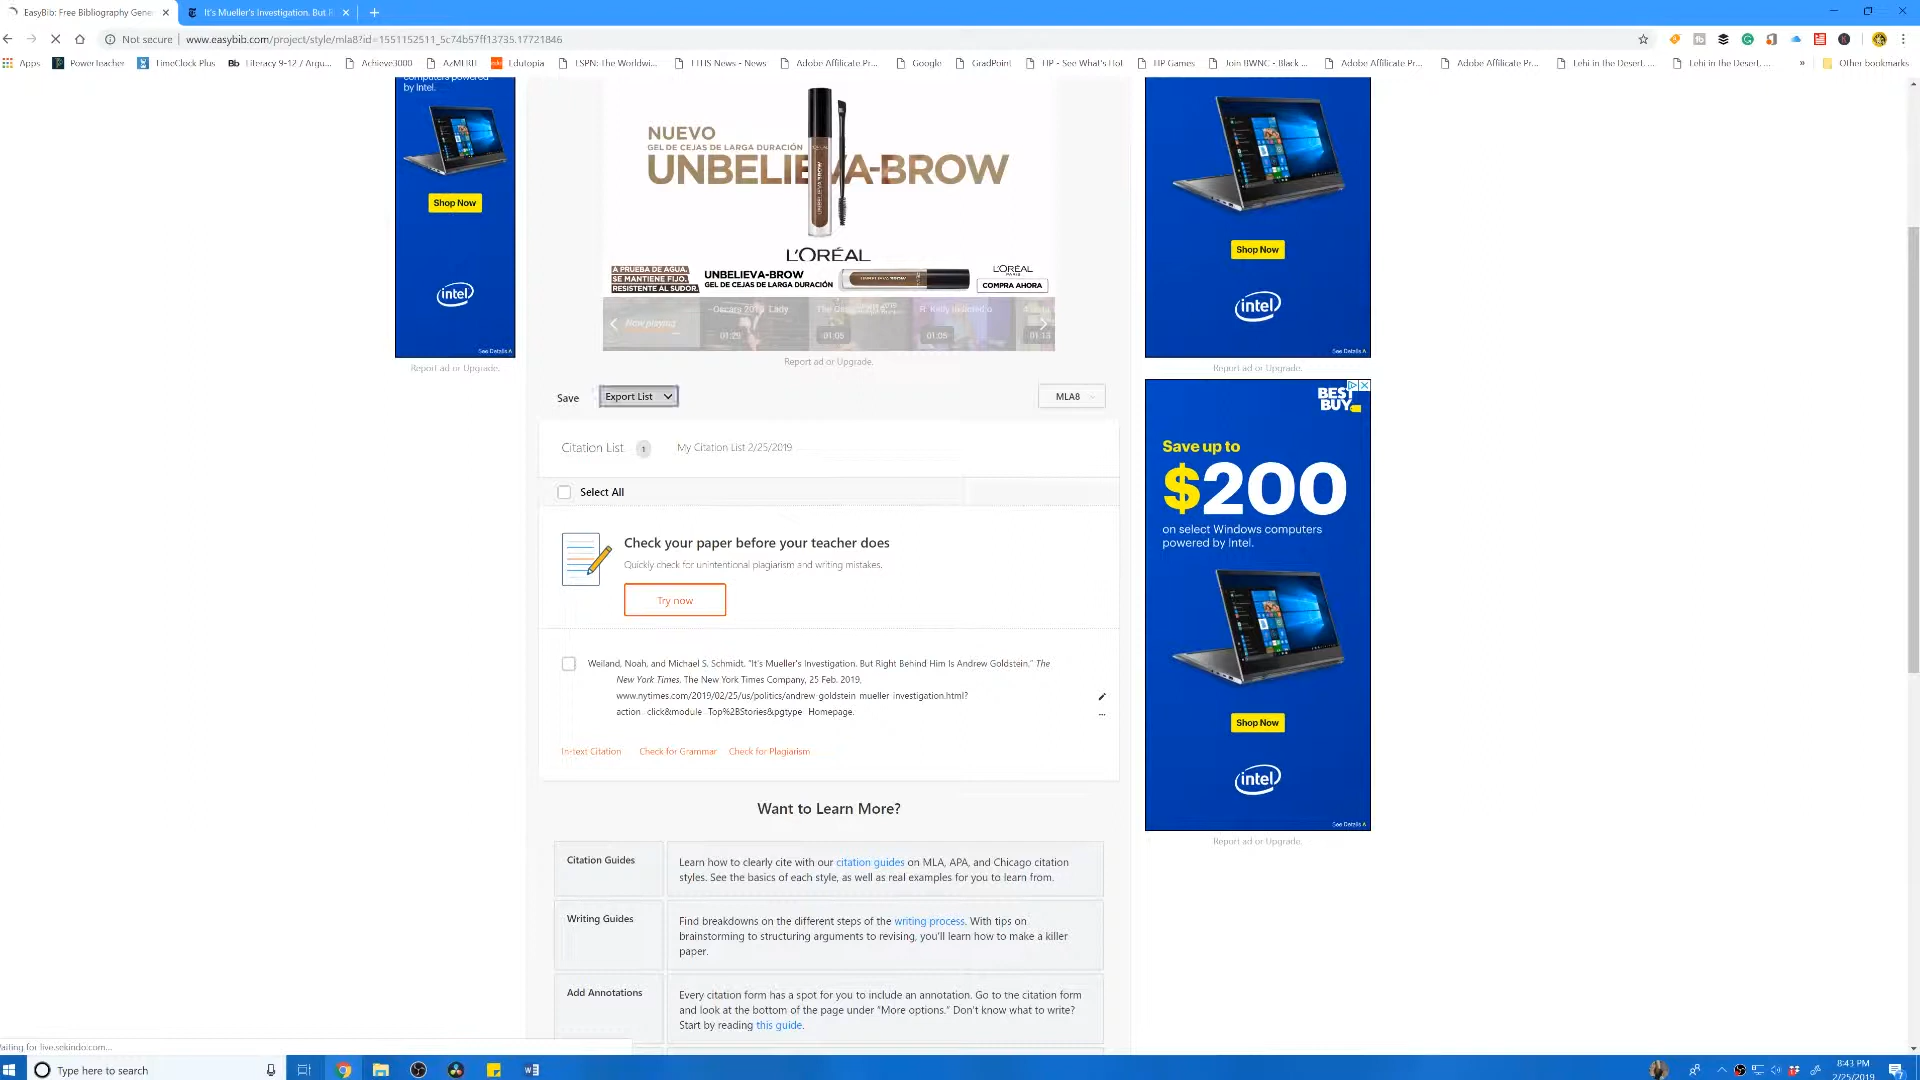 EasyBib: Free Bibliography Gene
It's Mueller's Investigation. But R
Not secure
www.easybib.com/project/style/mla8?id=1551152511_5c74b57ff13735.17721846
Apps
PowerTeacher
TimeClock Plus
Bb
Literacy 9-12 / Argu...
Achieve3000
AzMERIT
Edutopia
ESPN: The Worldwi...
News - News
Adobe Affiliate Pr...
Google
GradPoint
HP - See What's Hot
HP Games
Join BWNC - Black ...
Adobe Affiliate Pr...
Adobe Affiliate Pr...
Lehi in the Desert, ...
Lehi in the Desert, ...
Other bookmarks
computers powered
by Intel.
Shop Now
intel
See Details
Report ad or Upgrade.
NUEVO
GEL DE CEJAS DE LARGA DURACIÓN
UNBELIEVA-BROW
L'ORÉAL
A PRUEBA DE AGUA.
SE MANTIENE FIJO.
RESISTENTE AL SUDOR.
UNBELIEVA-BROW
GEL DE CEJAS DE LARGA DURACIÓN
L'ORÉAL
PARIS
COMPRA AHORA
Now playing
Oscars 2019: Lady
01:29
01:05
01:05
01:13
Report ad or Upgrade.
Shop Now
intel
See Details
Report ad or Upgrade.
Save
Export List
MLA8
Citation List
1
My Citation List 2/25/2019
Select All
Check your paper before your teacher does
Quickly check for unintentional plagiarism and writing mistakes.
Try now
Weiland, Noah, and Michael S. Schmidt. "It's Mueller's Investigation. But Right Behind Him Is Andrew Goldstein." The
New York Times, The New York Times Company, 25 Feb. 2019,
www.nytimes.com/2019/02/25/us/politics/andrew goldstein mueller investigation.html?
action click&module Top%2BStories&pgtype Homepage.
In-text Citation
Check for Grammar
Check for Plagiarism
BEST
BUY
Save up to
$200
on select Windows computers
powered by Intel.
Shop Now
intel
See Details
Report ad or Upgrade.
Want to Learn More?
Citation Guides
Learn how to clearly cite with our citation guides on MLA, APA, and Chicago citation
styles. See the basics of each style, as well as real examples for you to learn from.
Writing Guides
Find breakdowns on the different steps of the writing process. With tips on
brainstorming to structuring arguments to revising, you'll learn how to make a killer
paper.
Add Annotations
Every citation form has a spot for you to include an annotation. Go to the citation form
and look at the bottom of the page under "More options." Don't know what to write?
Start by reading this guide.
aiting for live.sekindo.com...
Type here to search
8:43 PM
2/25/2019